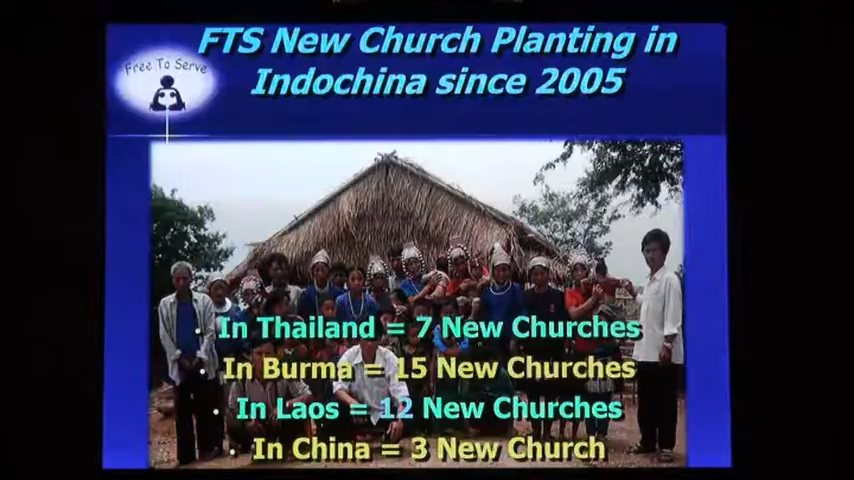 FTS New Church Planting in
Indochina since 2005
Free To Serve
In Thailand = 7 New Churches
In Burma = 15 New Churches
In Laos = 12 New Churches
In China = 3 New Church